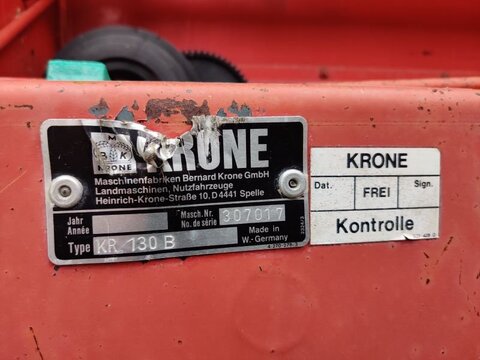 KRONE
M
B K
KRONE
Maschinenfabriken Bernard Krone GmbH
Landmaschinen, Nutzfahrzeuge
Heinrich-Krone-Straße 10, D 4441 Spelle
Jahr
Année
Masch.Nr.
No. de série
307017
Type
KR 130 B
Made in
W.-Germany
KRONE
Dat.
FREI
Sign.
Kontrolle